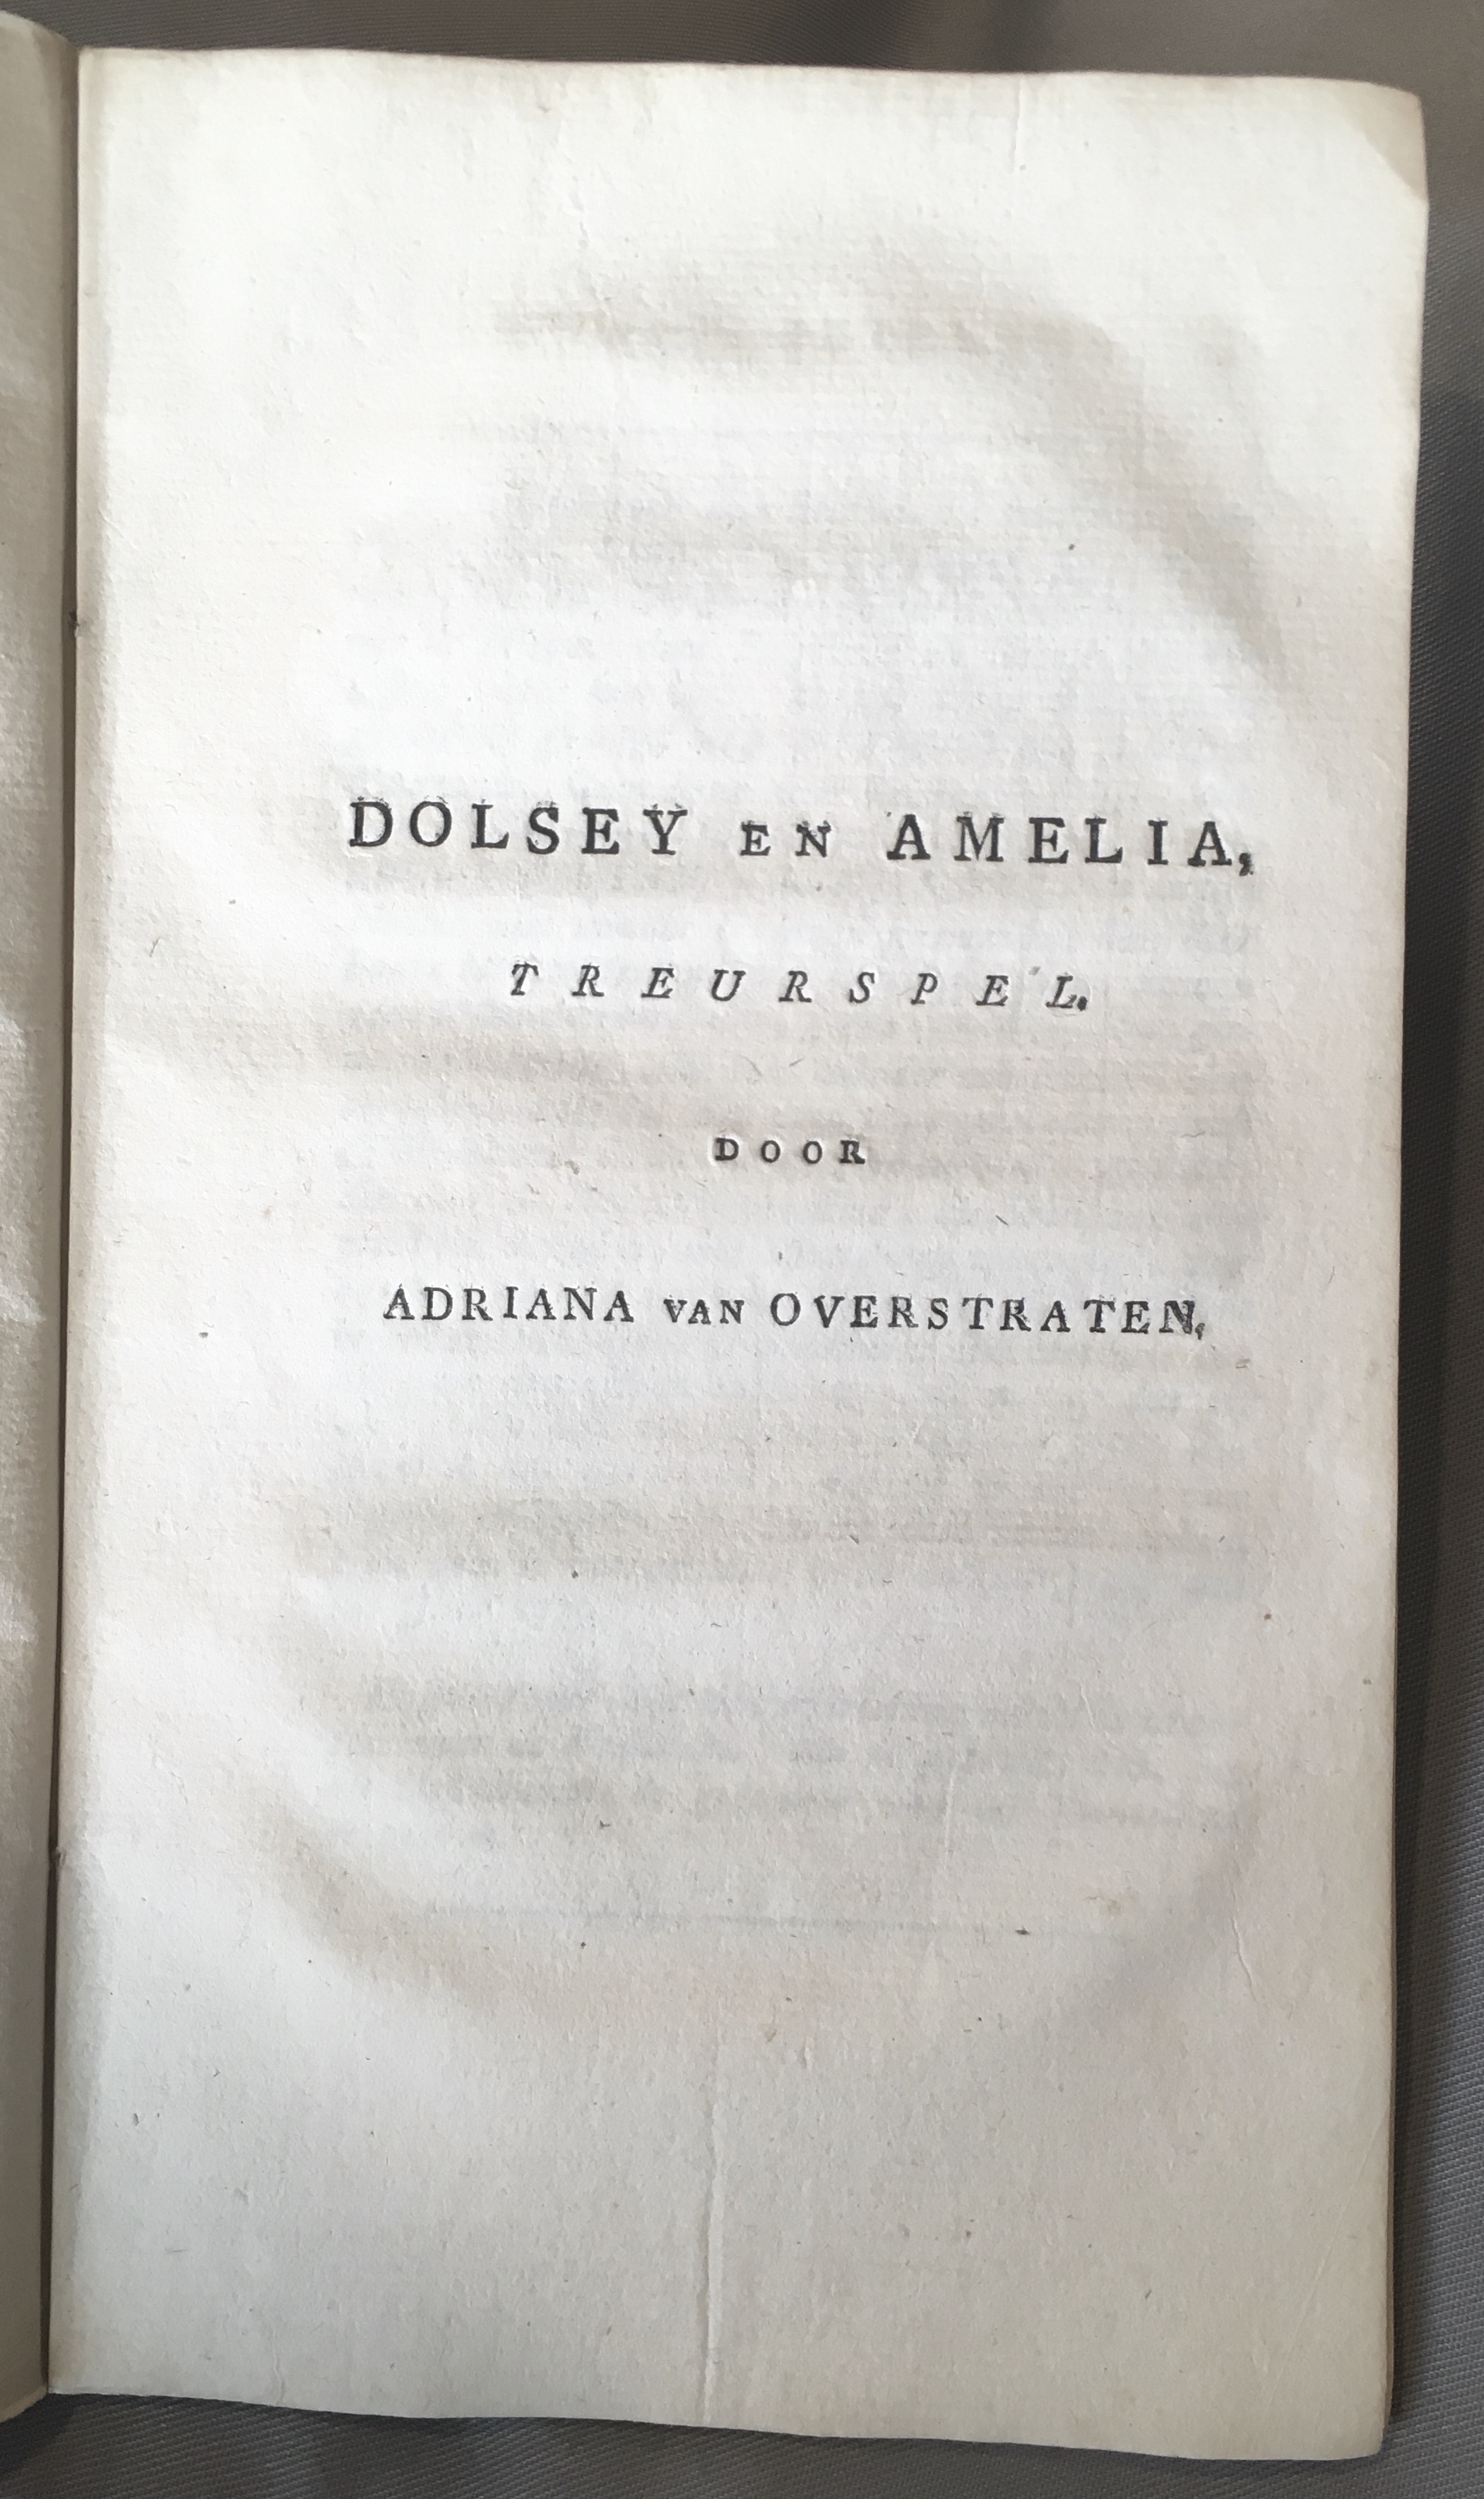 DOLSEY EN AMELIA,
TREURSPEL.
DOOR
ADRIANA VAN OVERSTRATEN.